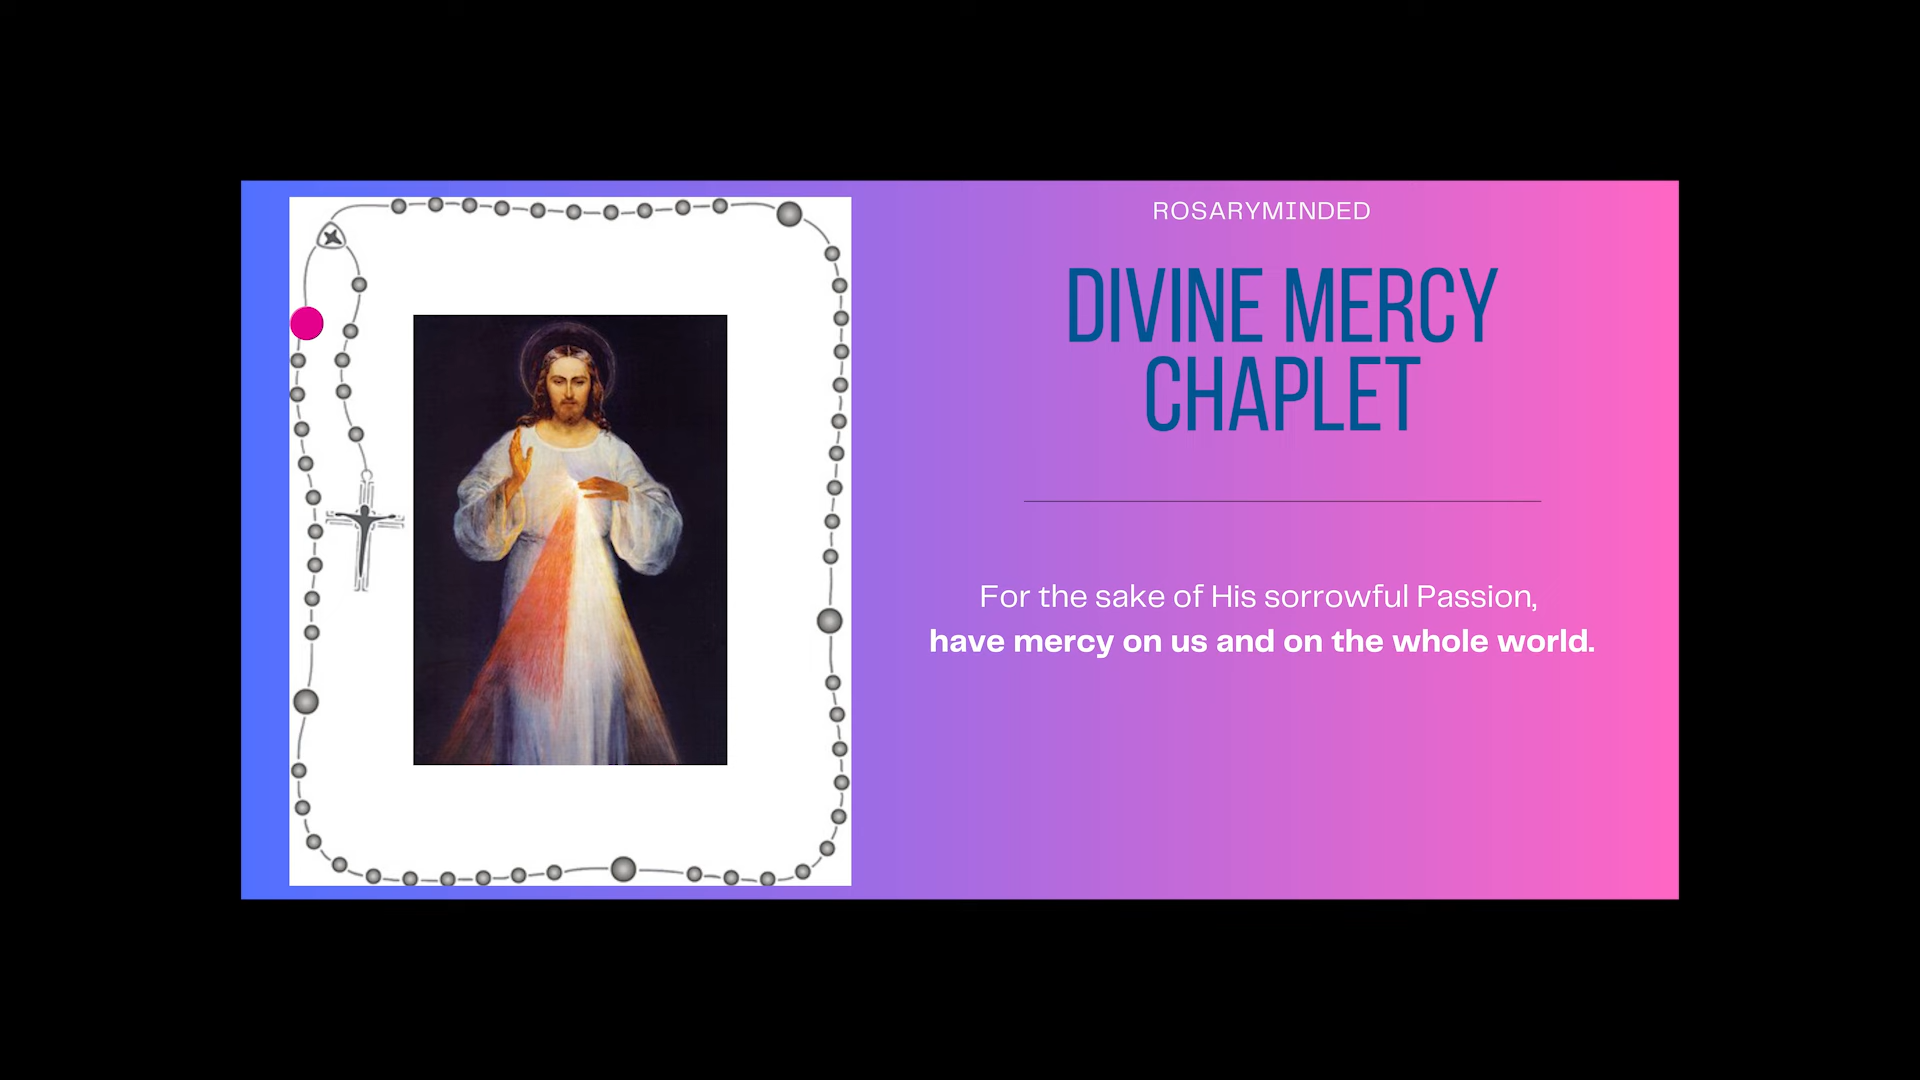 ROSARYMINDED
DIVINE MERCY
CHAPLET
For the sake of His sorrowful Passion,
have mercy on us and on the whole world.